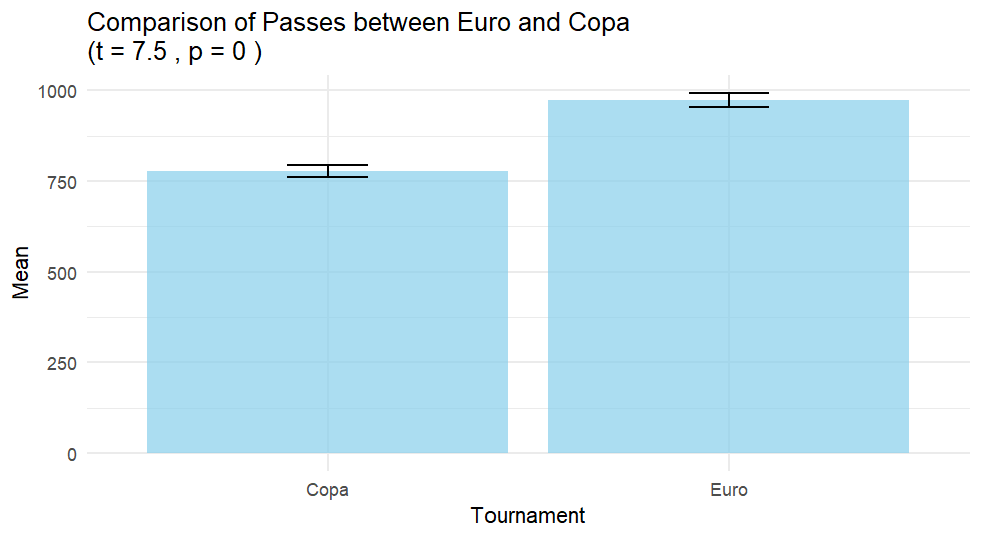 Comparison of Passes between Euro and Copa
(t = 7.5 , p = 0 )
1000
750
500
250
0
Mean
Copa
Euro
Tournament